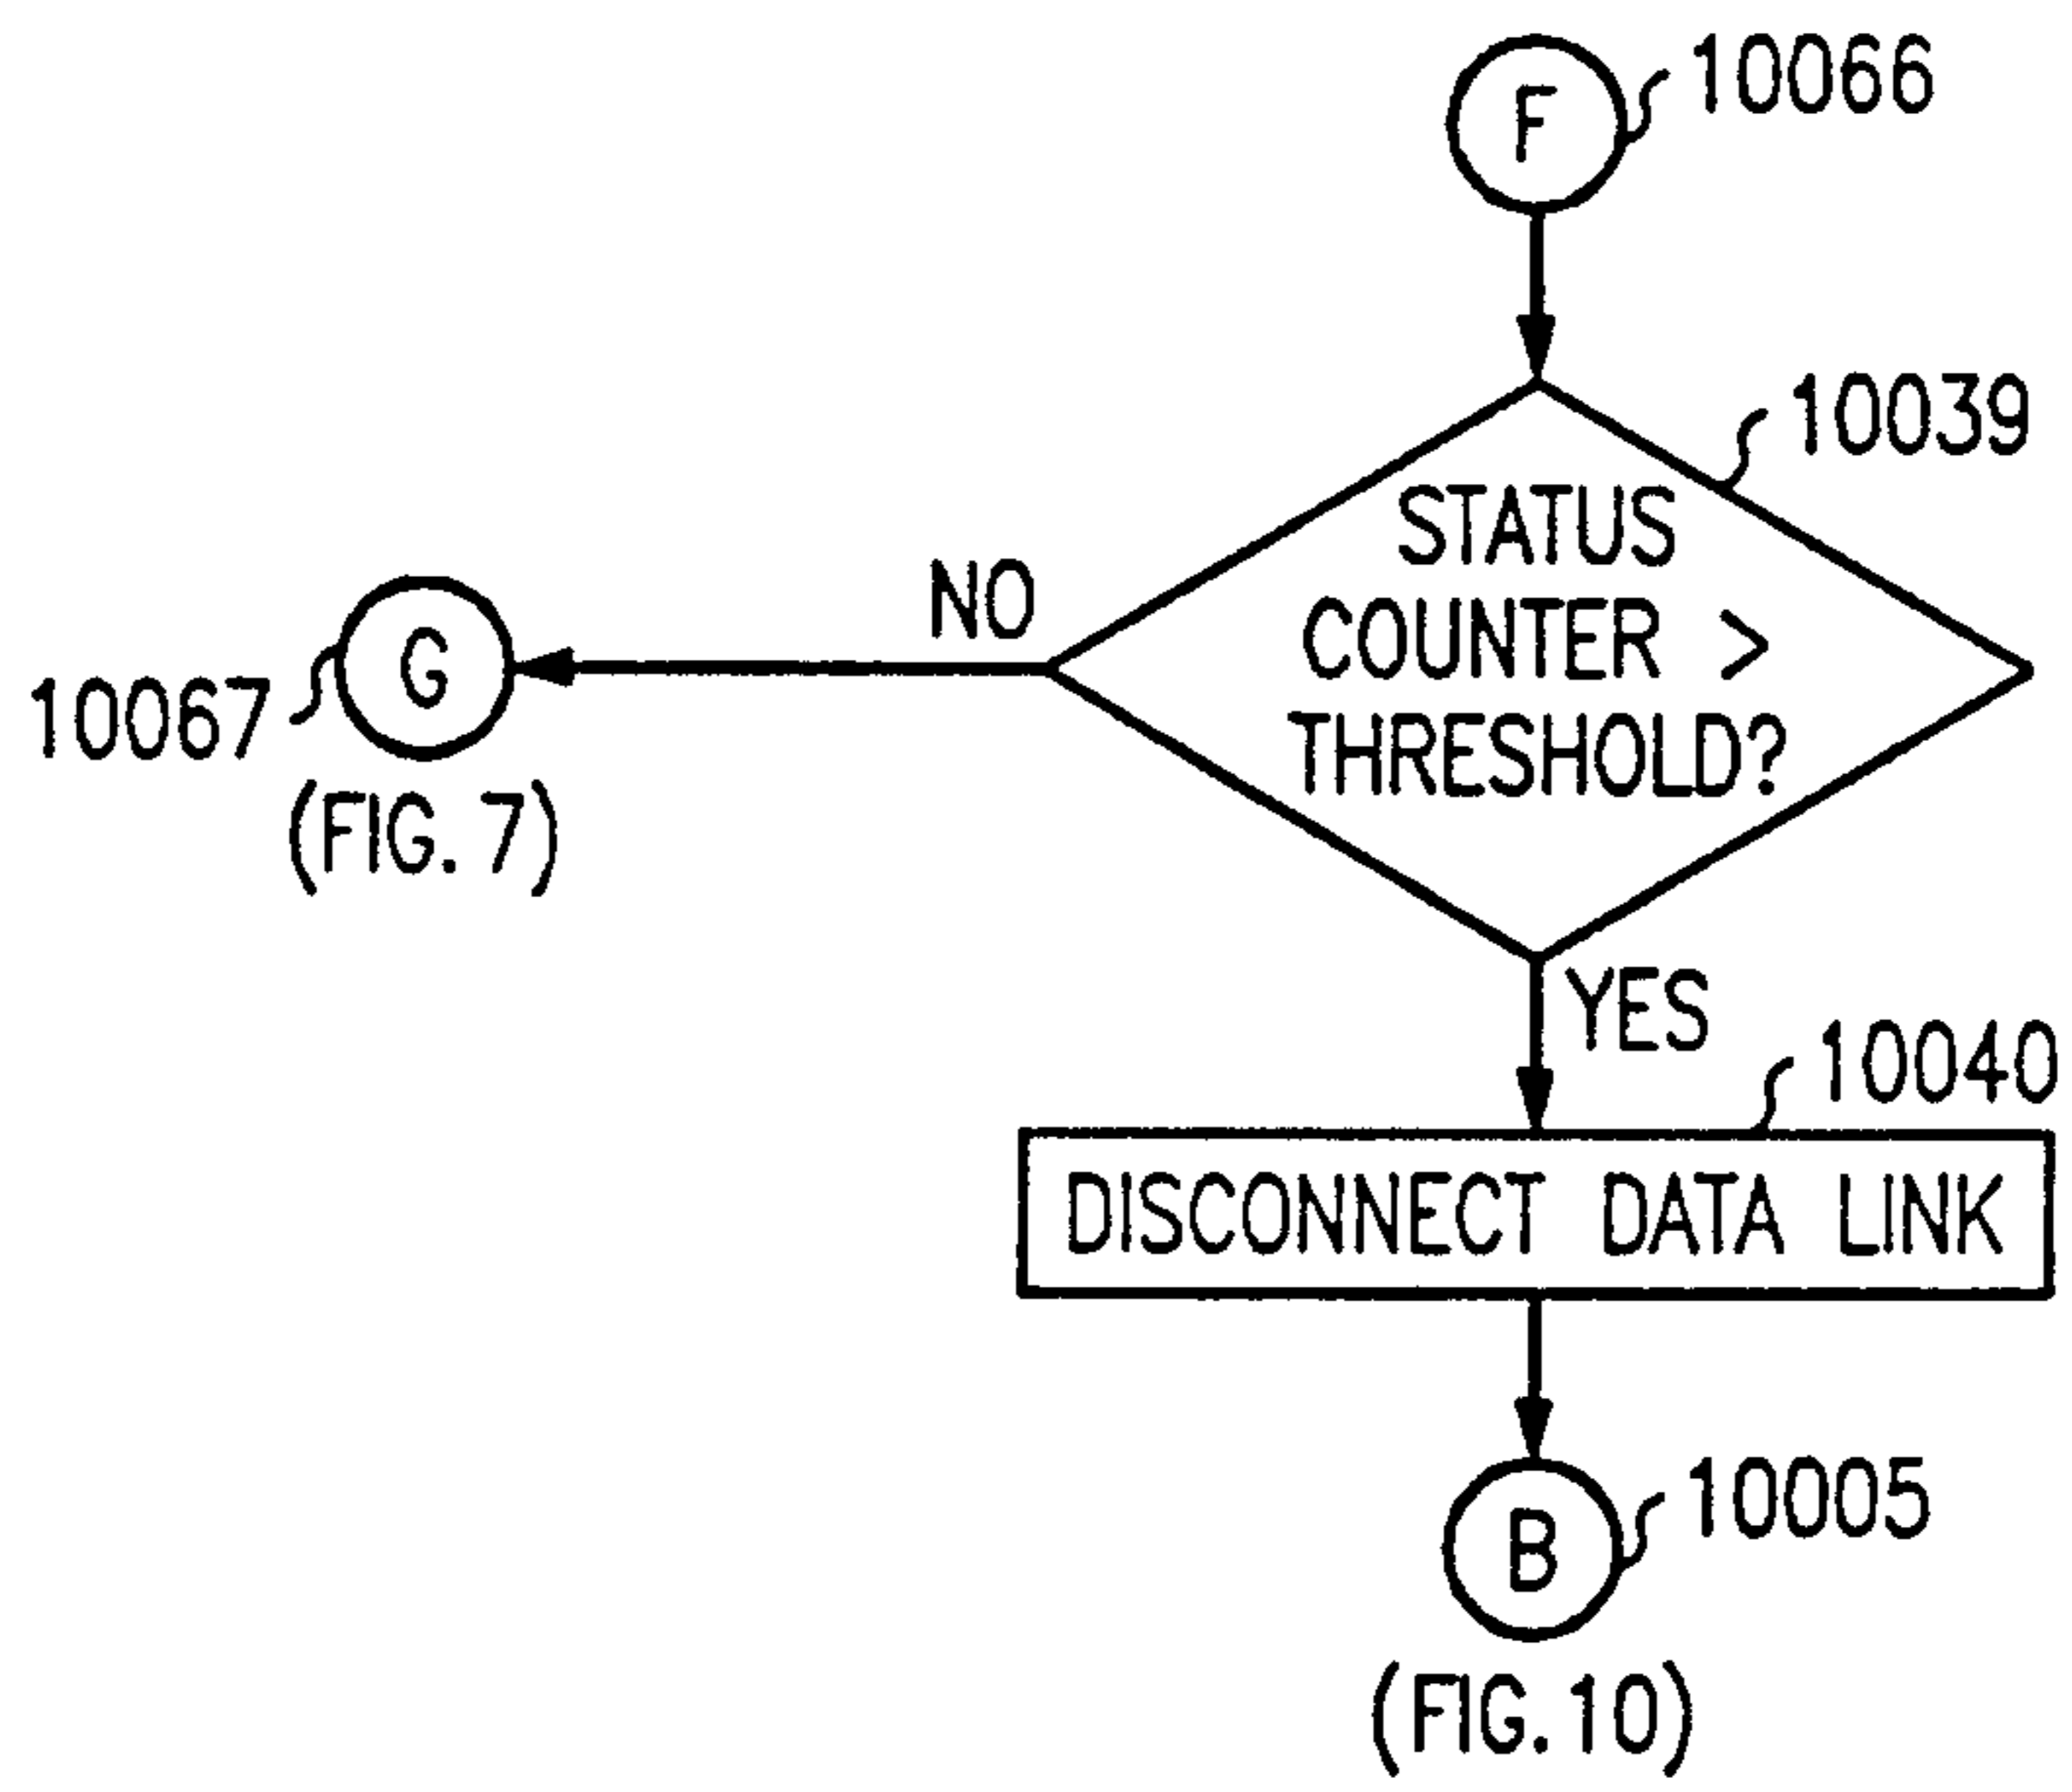 F
10066
10039
STATUS
COUNTER >
THRESHOLD?
NO
G
10067
(FIG. 7)
YES
10040
DISCONNECT DATA LINK
B
10005
(FIG. 10)